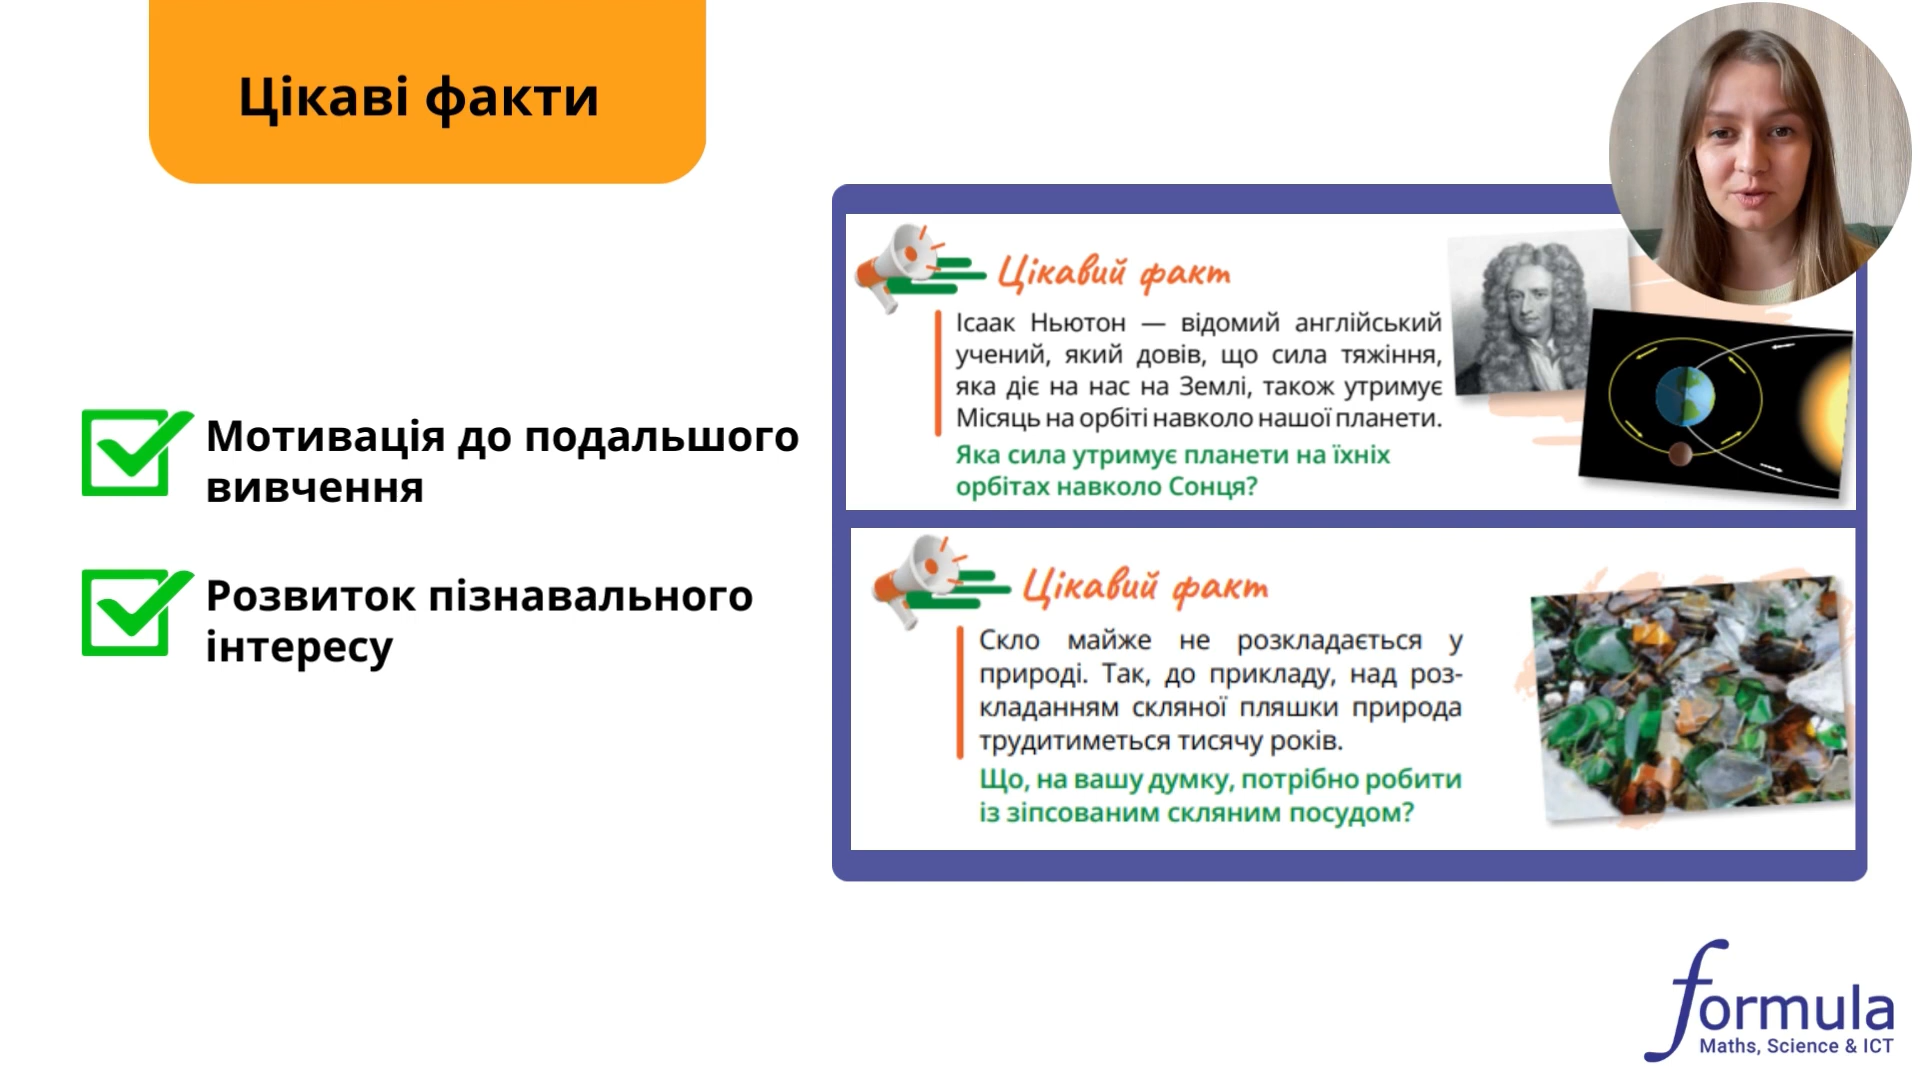 Цікаві факти
Мотивація до подальшого
вивчення
Розвиток пізнавального
інтересу
Цікавий факт
Ісаак Ньютон — відомий англійський
учений, який довів, що сила тяжіння,
яка діє на нас на Землі, також утримує
Місяць на орбіті навколо нашої планети.
Яка сила утримує планети на їхніх
орбітах навколо Сонця?
Цікавий факт
Скло майже не розкладається у
природі. Так, до прикладу, над роз-
кладанням скляної пляшки природа
трудитиметься тисячу років.
Що, на вашу думку, потрібно робити
із зіпсованим скляним посудом?
formula
Maths, Science & ICT